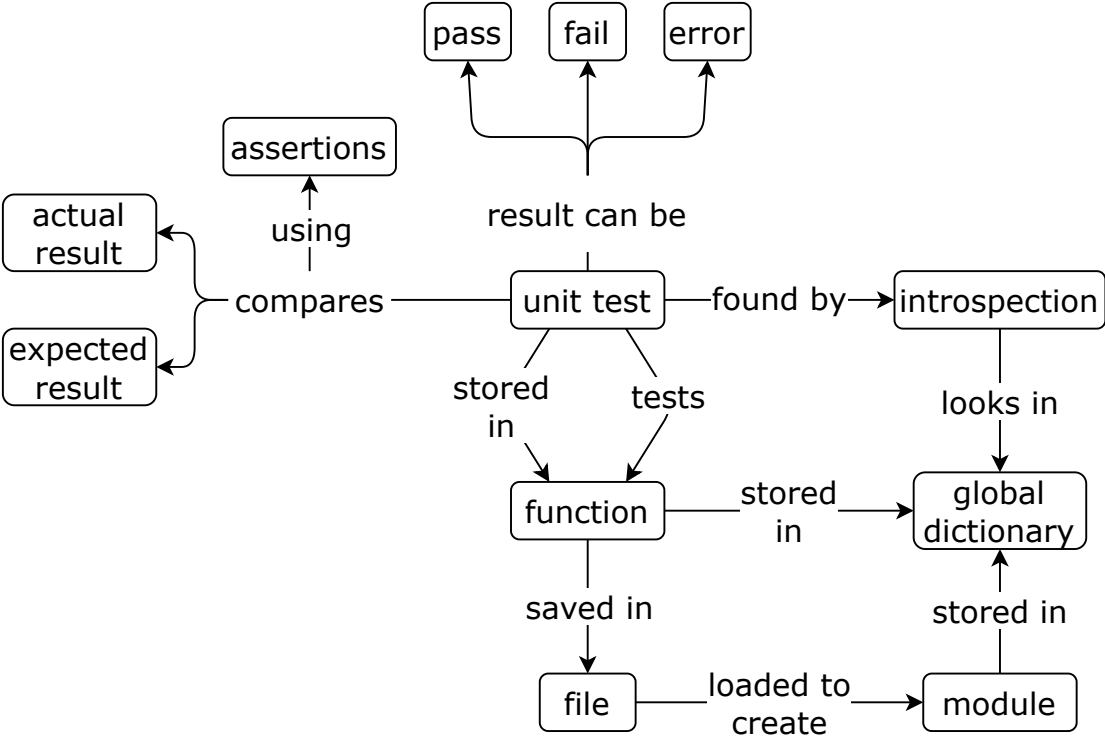 pass
fail
error
assertions
using
actual
result
expected
result
compares
result can be
unit test
found by
introspection
stored
in
tests
looks in
function
stored
in
global
dictionary
saved in
stored in
file
loaded to
create
module